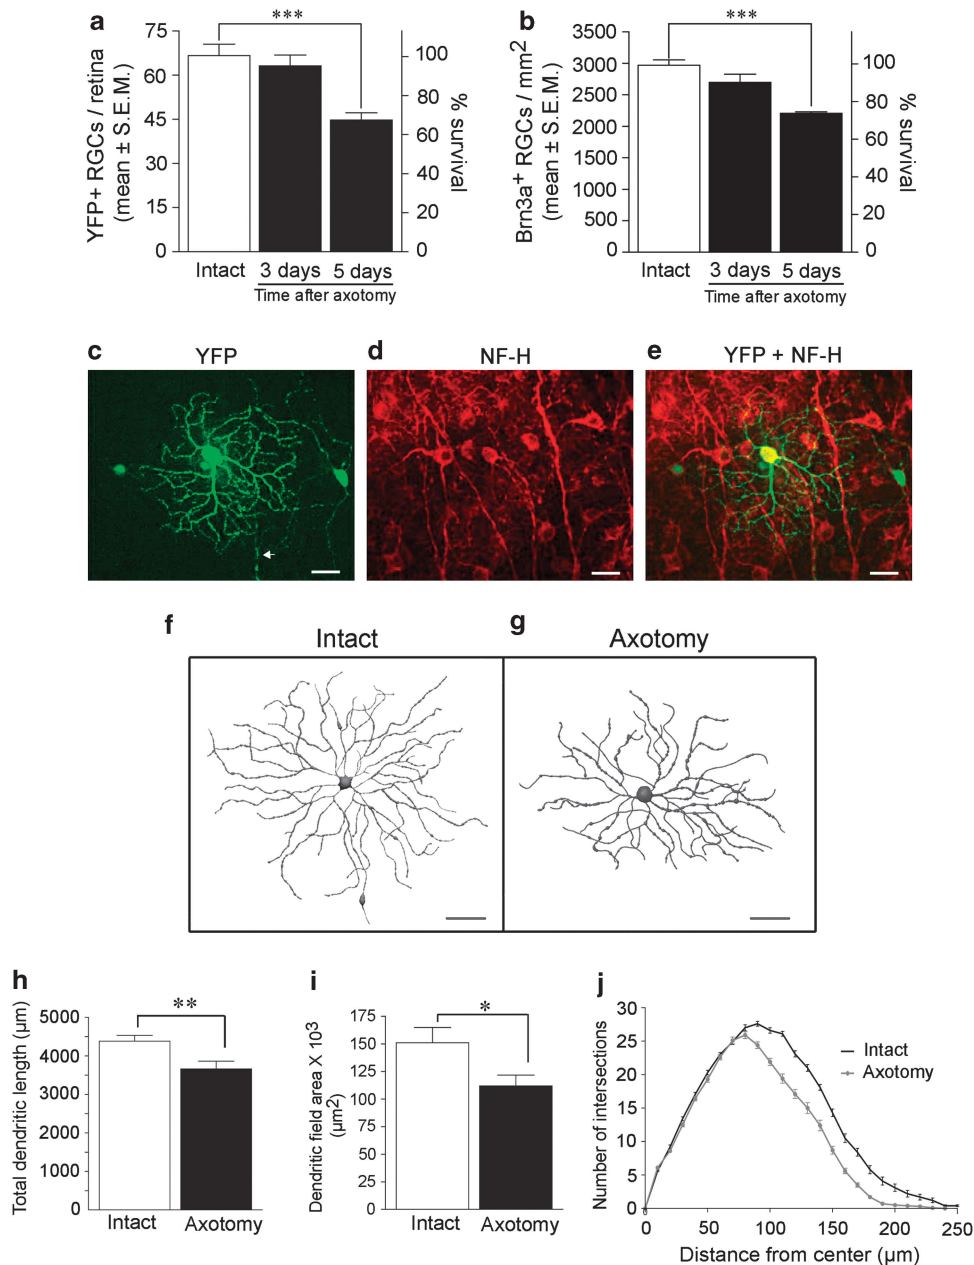 a
***
75
60
45
30
15
0
YFP+ RGCs / retina
(mean ± S.E.M.)
100
80
60
40
20
0
% survival
Intact
3 days
5 days
Time after axotomy
b
***
3500
3000
2500
2000
1500
1000
500
0
Brn3a+ RGCs / mm2
(mean ± S.E.M.)
100
80
60
40
20
0
% survival
Intact
3 days
5 days
Time after axotomy
c
YFP
d
NF-H
e
YFP + NF-H
f
Intact
g
Axotomy
h
**
5000
4000
3000
2000
1000
0
Total dendritic length (µm)
Intact
Axotomy
i
*
175
150
125
100
75
50
25
0
Dendritic field area X 103
(µm2)
Intact
Axotomy
j
30
25
20
15
10
5
0
Number of intersections
Intact
Axotomy
0
50
100
150
200
250
Distance from center (µm)